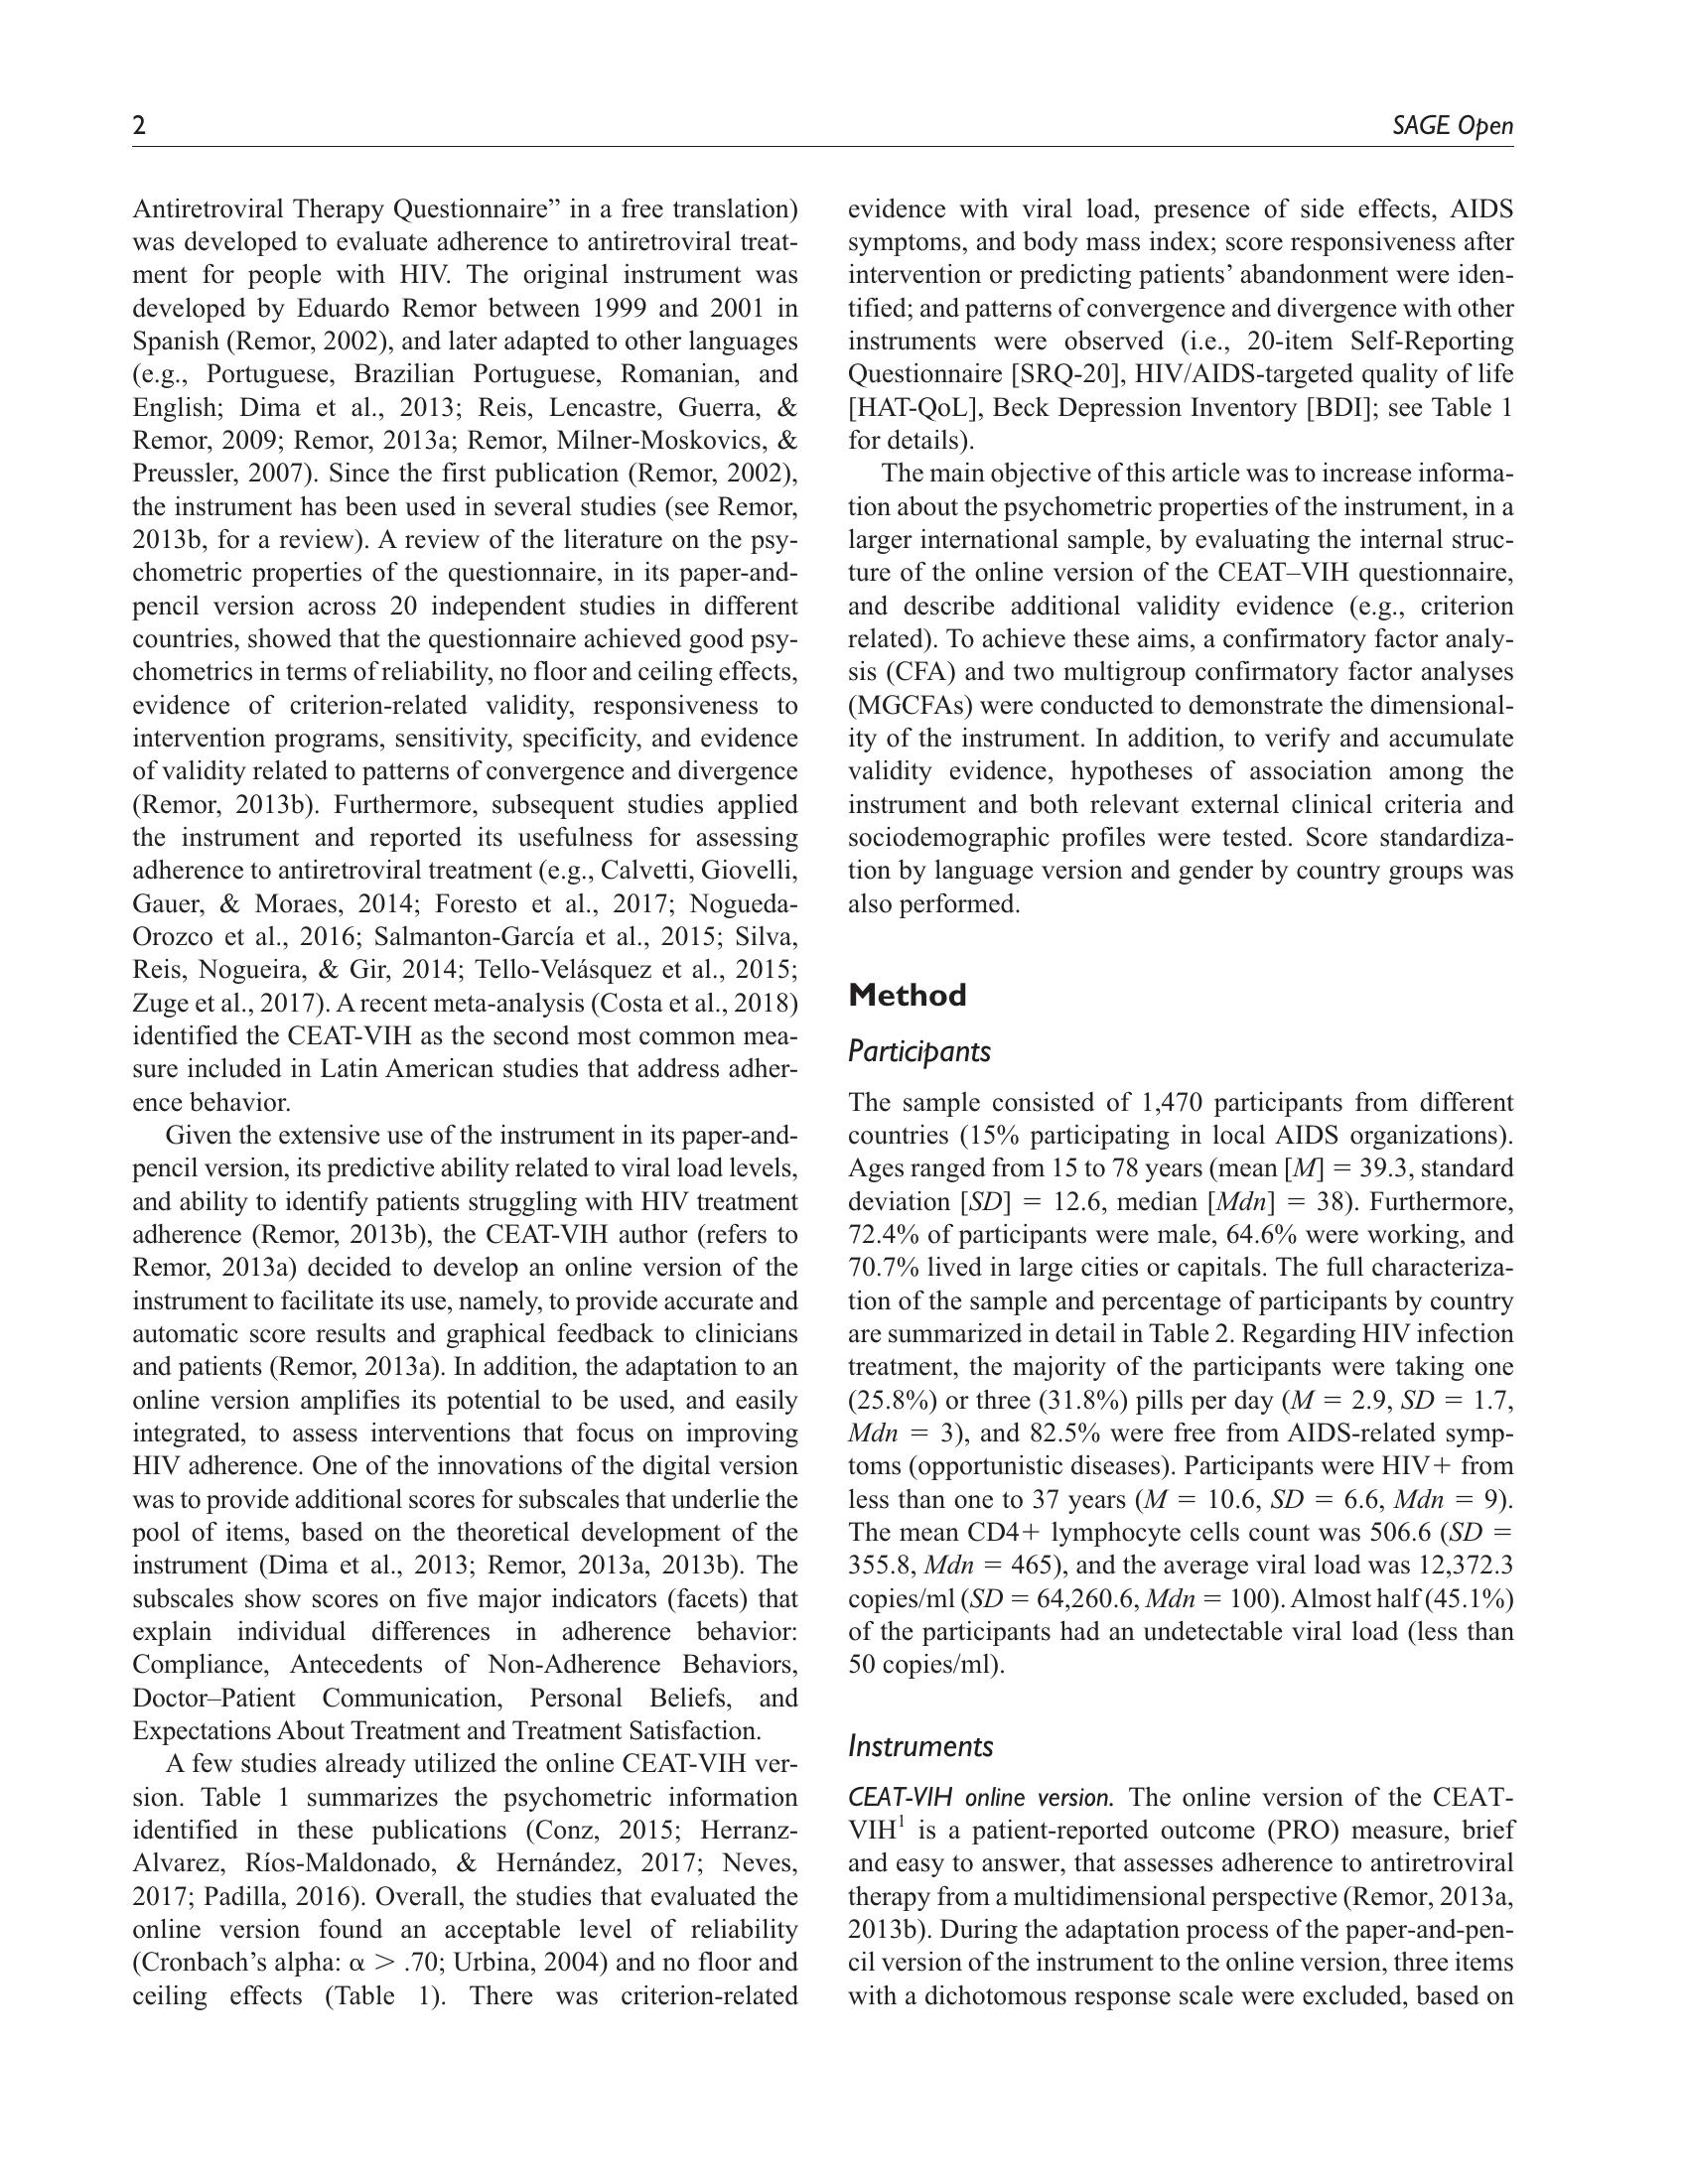 2
SAGE Open
Antiretroviral Therapy Questionnaire” in a free translation)
was developed to evaluate adherence to antiretroviral treat-
ment for people with HIV. The original instrument was
developed by Eduardo Remor between 1999 and 2001 in
Spanish (Remor, 2002), and later adapted to other languages
(e.g., Portuguese, Brazilian Portuguese, Romanian, and
English; Dima et al., 2013; Reis, Lencastre, Guerra, &
Remor, 2009; Remor, 2013a; Remor, Milner-Moskovics, &
Preussler, 2007). Since the first publication (Remor, 2002),
the instrument has been used in several studies (see Remor,
2013b, for a review). A review of the literature on the psy-
chometric properties of the questionnaire, in its paper-and-
pencil version across 20 independent studies in different
countries, showed that the questionnaire achieved good psy-
chometrics in terms of reliability, no floor and ceiling effects,
evidence of criterion-related validity, responsiveness to
intervention programs, sensitivity, specificity, and evidence
of validity related to patterns of convergence and divergence
(Remor, 2013b). Furthermore, subsequent studies applied
the instrument and reported its usefulness for assessing
adherence to antiretroviral treatment (e.g., Calvetti, Giovelli,
Gauer, & Moraes, 2014; Foresto et al., 2017; Nogueda-
Orozco et al., 2016; Salmanton-García et al., 2015; Silva,
Reis, Nogueira, & Gir, 2014; Tello-Velásquez et al., 2015;
Zuge et al., 2017). A recent meta-analysis (Costa et al., 2018)
identified the CEAT-VIH as the second most common mea-
sure included in Latin American studies that address adher-
ence behavior.
Given the extensive use of the instrument in its paper-and-
pencil version, its predictive ability related to viral load levels,
and ability to identify patients struggling with HIV treatment
adherence (Remor, 2013b), the CEAT-VIH author (refers to
Remor, 2013a) decided to develop an online version of the
instrument to facilitate its use, namely, to provide accurate and
automatic score results and graphical feedback to clinicians
and patients (Remor, 2013a). In addition, the adaptation to an
online version amplifies its potential to be used, and easily
integrated, to assess interventions that focus on improving
HIV adherence. One of the innovations of the digital version
was to provide additional scores for subscales that underlie the
pool of items, based on the theoretical development of the
instrument (Dima et al., 2013; Remor, 2013a, 2013b). The
subscales show scores on five major indicators (facets) that
explain individual differences in adherence behavior:
Compliance, Antecedents of Non-Adherence Behaviors,
Doctor–Patient Communication, Personal Beliefs, and
Expectations About Treatment and Treatment Satisfaction.
A few studies already utilized the online CEAT-VIH ver-
sion. Table 1 summarizes the psychometric information
identified in these publications (Conz, 2015; Herranz-
Alvarez, Ríos-Maldonado, & Hernández, 2017; Neves,
2017; Padilla, 2016). Overall, the studies that evaluated the
online version found an acceptable level of reliability
(Cronbach’s alpha: α > .70; Urbina, 2004) and no floor and
ceiling effects (Table 1). There was criterion-related
evidence with viral load, presence of side effects, AIDS
symptoms, and body mass index; score responsiveness after
intervention or predicting patients’ abandonment were iden-
tified; and patterns of convergence and divergence with other
instruments were observed (i.e., 20-item Self-Reporting
Questionnaire [SRQ-20], HIV/AIDS-targeted quality of life
[HAT-QoL], Beck Depression Inventory [BDI]; see Table 1
for details).
The main objective of this article was to increase informa-
tion about the psychometric properties of the instrument, in a
larger international sample, by evaluating the internal struc-
ture of the online version of the CEAT–VIH questionnaire,
and describe additional validity evidence (e.g., criterion
related). To achieve these aims, a confirmatory factor analy-
sis (CFA) and two multigroup confirmatory factor analyses
(MGCFAs) were conducted to demonstrate the dimensional-
ity of the instrument. In addition, to verify and accumulate
validity evidence, hypotheses of association among the
instrument and both relevant external clinical criteria and
sociodemographic profiles were tested. Score standardiza-
tion by language version and gender by country groups was
also performed.
Method
Participants
The sample consisted of 1,470 participants from different
countries (15% participating in local AIDS organizations).
Ages ranged from 15 to 78 years (mean [M] = 39.3, standard
deviation [SD] = 12.6, median [Mdn] = 38). Furthermore,
72.4% of participants were male, 64.6% were working, and
70.7% lived in large cities or capitals. The full characteriza-
tion of the sample and percentage of participants by country
are summarized in detail in Table 2. Regarding HIV infection
treatment, the majority of the participants were taking one
(25.8%) or three (31.8%) pills per day (M = 2.9, SD = 1.7,
Mdn = 3), and 82.5% were free from AIDS-related symp-
toms (opportunistic diseases). Participants were HIV+ from
less than one to 37 years (M = 10.6, SD = 6.6, Mdn = 9).
The mean CD4+ lymphocyte cells count was 506.6 (SD =
355.8, Mdn = 465), and the average viral load was 12,372.3
copies/ml (SD = 64,260.6, Mdn = 100). Almost half (45.1%)
of the participants had an undetectable viral load (less than
50 copies/ml).
Instruments
CEAT-VIH online version. The online version of the CEAT-
VIH1 is a patient-reported outcome (PRO) measure, brief
and easy to answer, that assesses adherence to antiretroviral
therapy from a multidimensional perspective (Remor, 2013a,
2013b). During the adaptation process of the paper-and-pen-
cil version of the instrument to the online version, three items
with a dichotomous response scale were excluded, based on